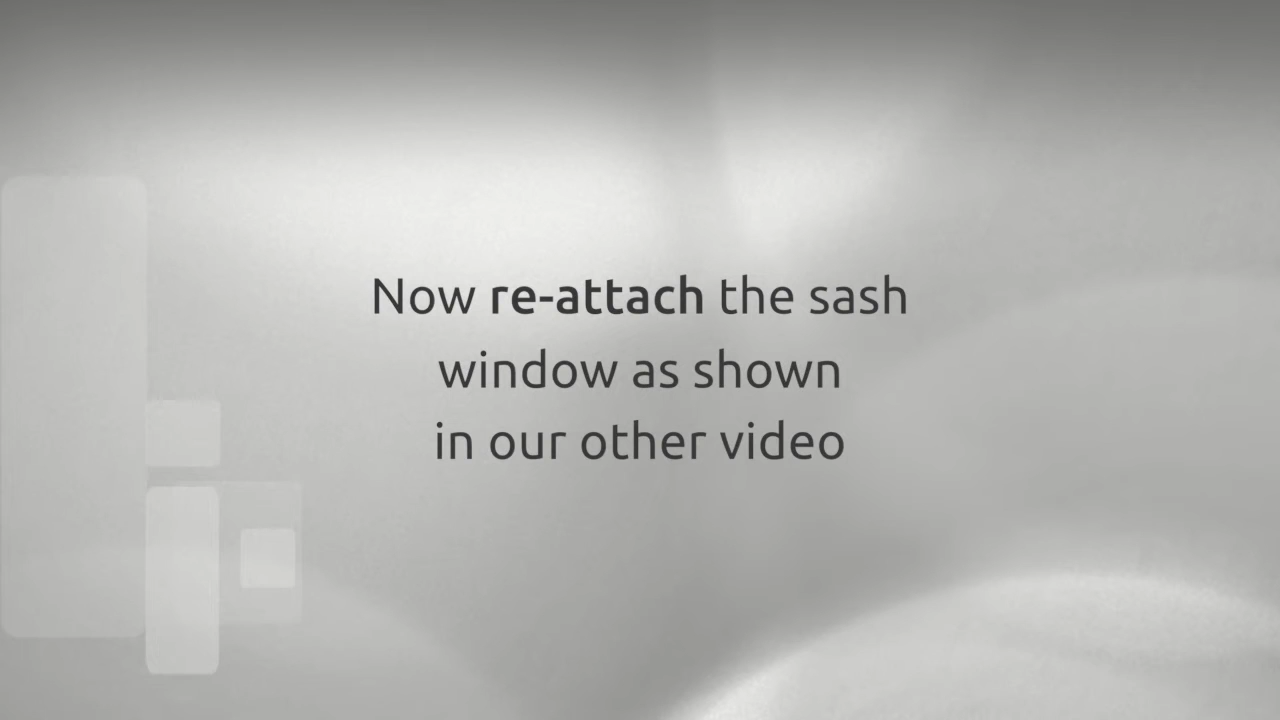 Now re-attach the sash
window as shown
in our other video